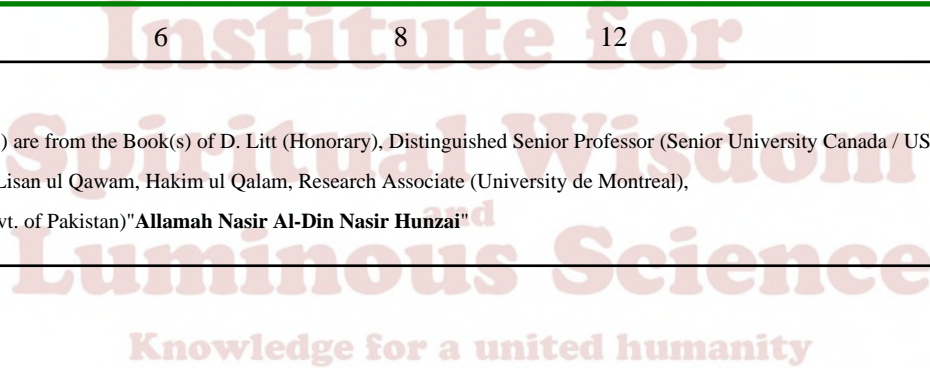 Institute for
6 8 12
Spiritual Wisdom
) are from the Book(s) of D. Litt (Honorary), Distinguished Senior Professor (Senior University Canada / US
Lisan ul Qawam, Hakim ul Qalam, Research Associate (University de Montreal),
and
vt. of Pakistan)"Allamah Nasir Al-Din Nasir Hunzai"
Luminous Science
Knowledge for a united humanity